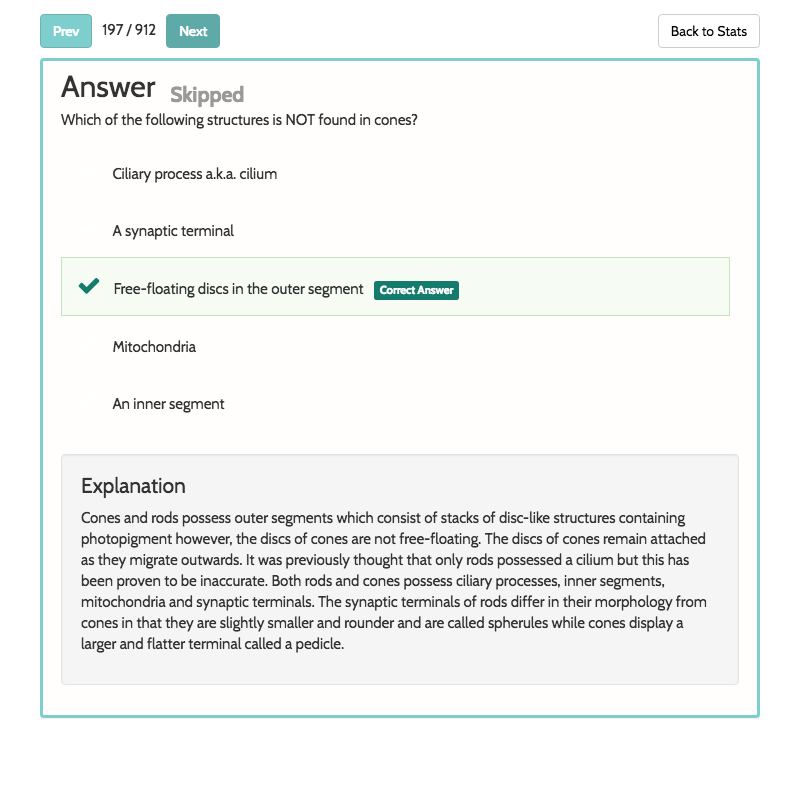 Prev 197 / 912 Next Back to Stats
Answer Skipped
Which of the following structures is NOT found in cones?
Ciliary process a.k.a. cilium
A synaptic terminal
Free-floating discs in the outer segment Correct Answer
Mitochondria
An inner segment
Explanation
Cones and rods possess outer segments which consist of stacks of disc-like structures containing
photopigment however, the discs of cones are not free-floating. The discs of cones remain attached
as they migrate outwards. It was previously thought that only rods possessed a cilium but this has
been proven to be inaccurate. Both rods and cones possess ciliary processes, inner segments,
mitochondria and synaptic terminals. The synaptic terminals of rods differ in their morphology from
cones in that they are slightly smaller and rounder and are called spherules while cones display a
larger and flatter terminal called a pedicle.